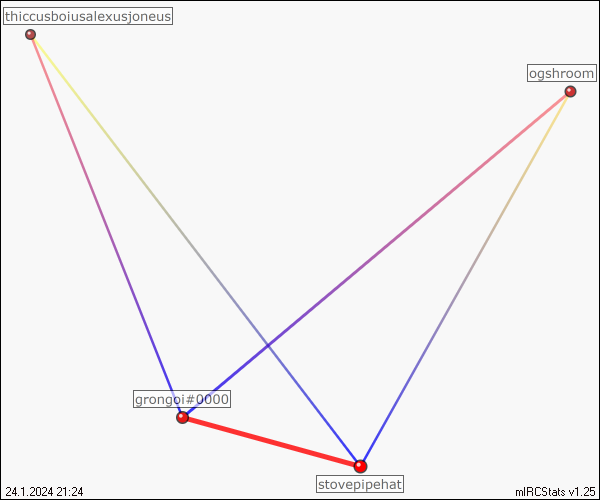 thiccusboiusalexusjoneus
ogshroom
grongoi#0000
stovepipehat
24.1.2024 21:24
mIRCStats v1.25